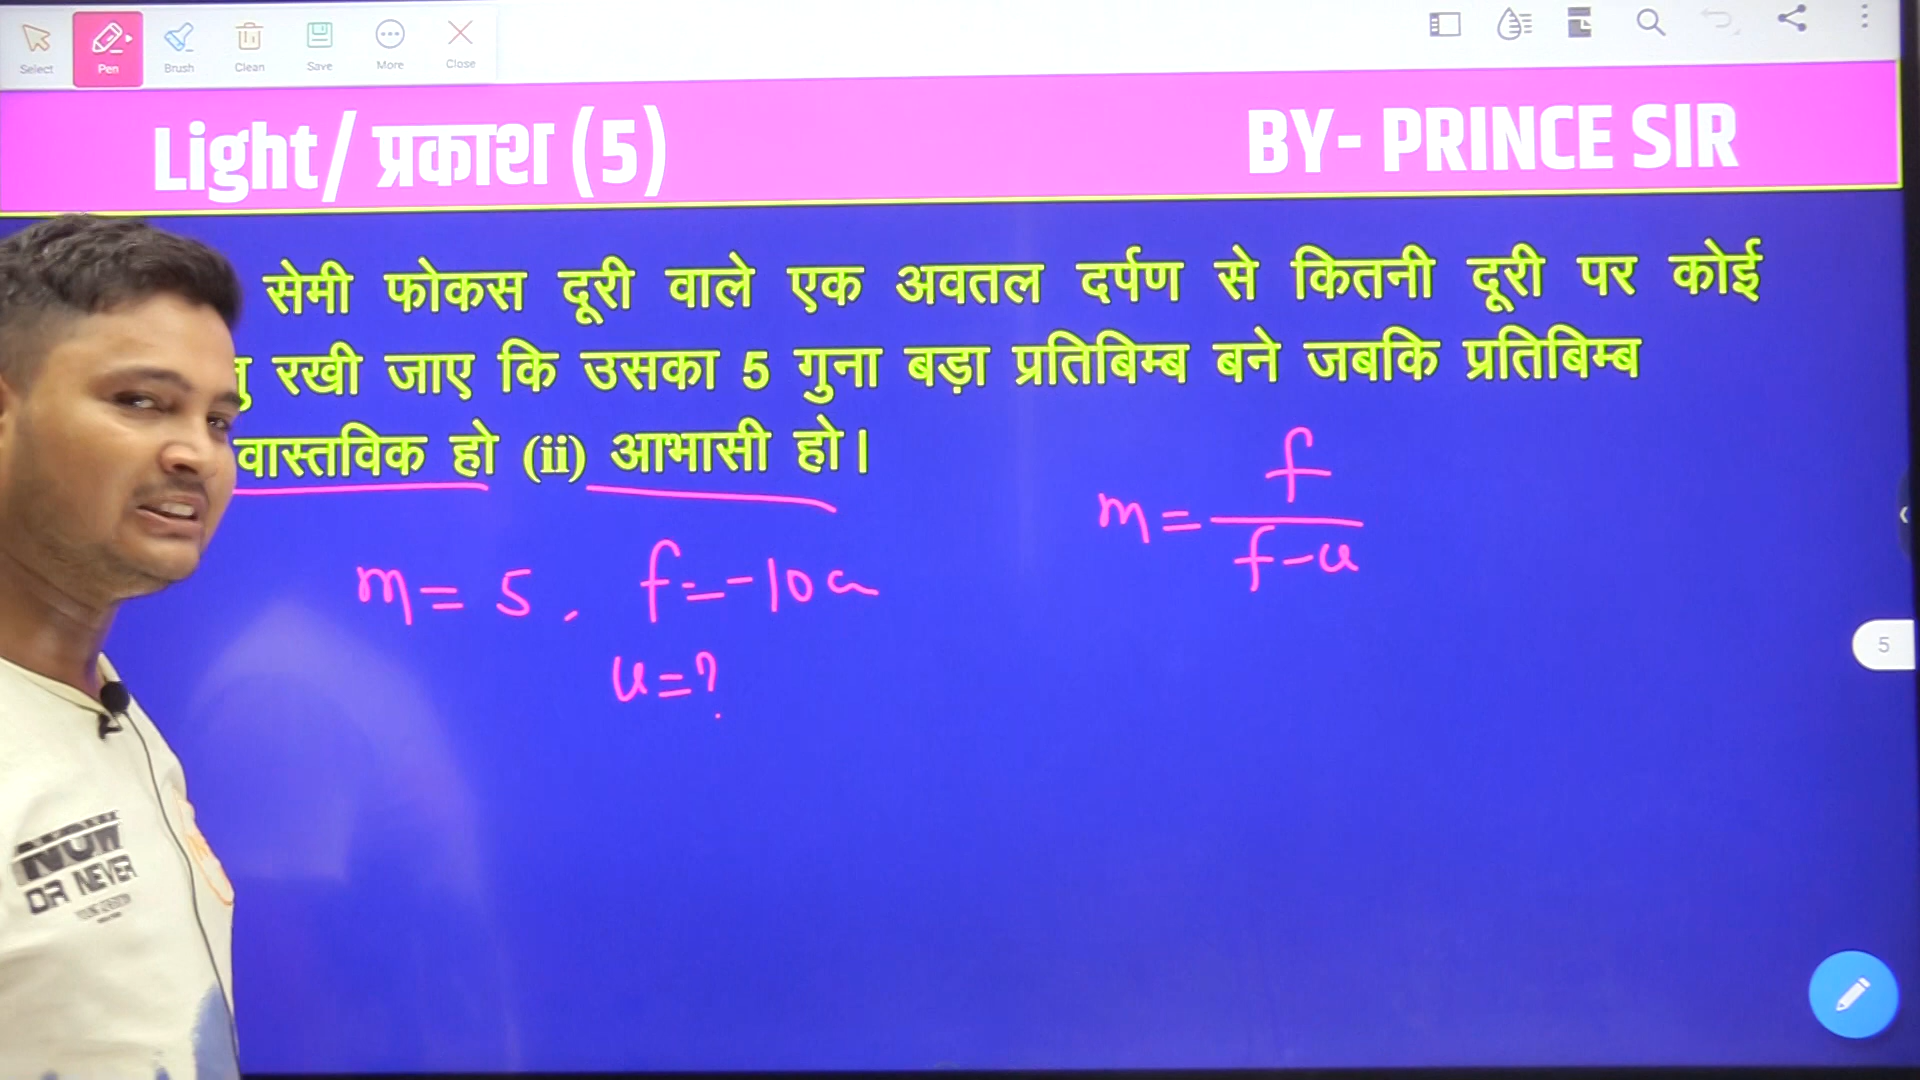 Select Pen Brush Clean Save More Close
Light/ प्रकाश (5) BY- PRINCE SIR
सेमी फोकस दूरी वाले एक अवतल दर्पण से कितनी दूरी पर कोई
रखी जाए कि उसका 5 गुना बड़ा प्रतिबिम्ब बने जबकि प्रतिबिम्ब
वास्तविक हो (ii) आभासी हो।
m = f / f - u
m = 5, f = -10
u = ?
5
NOW
OR NEVER